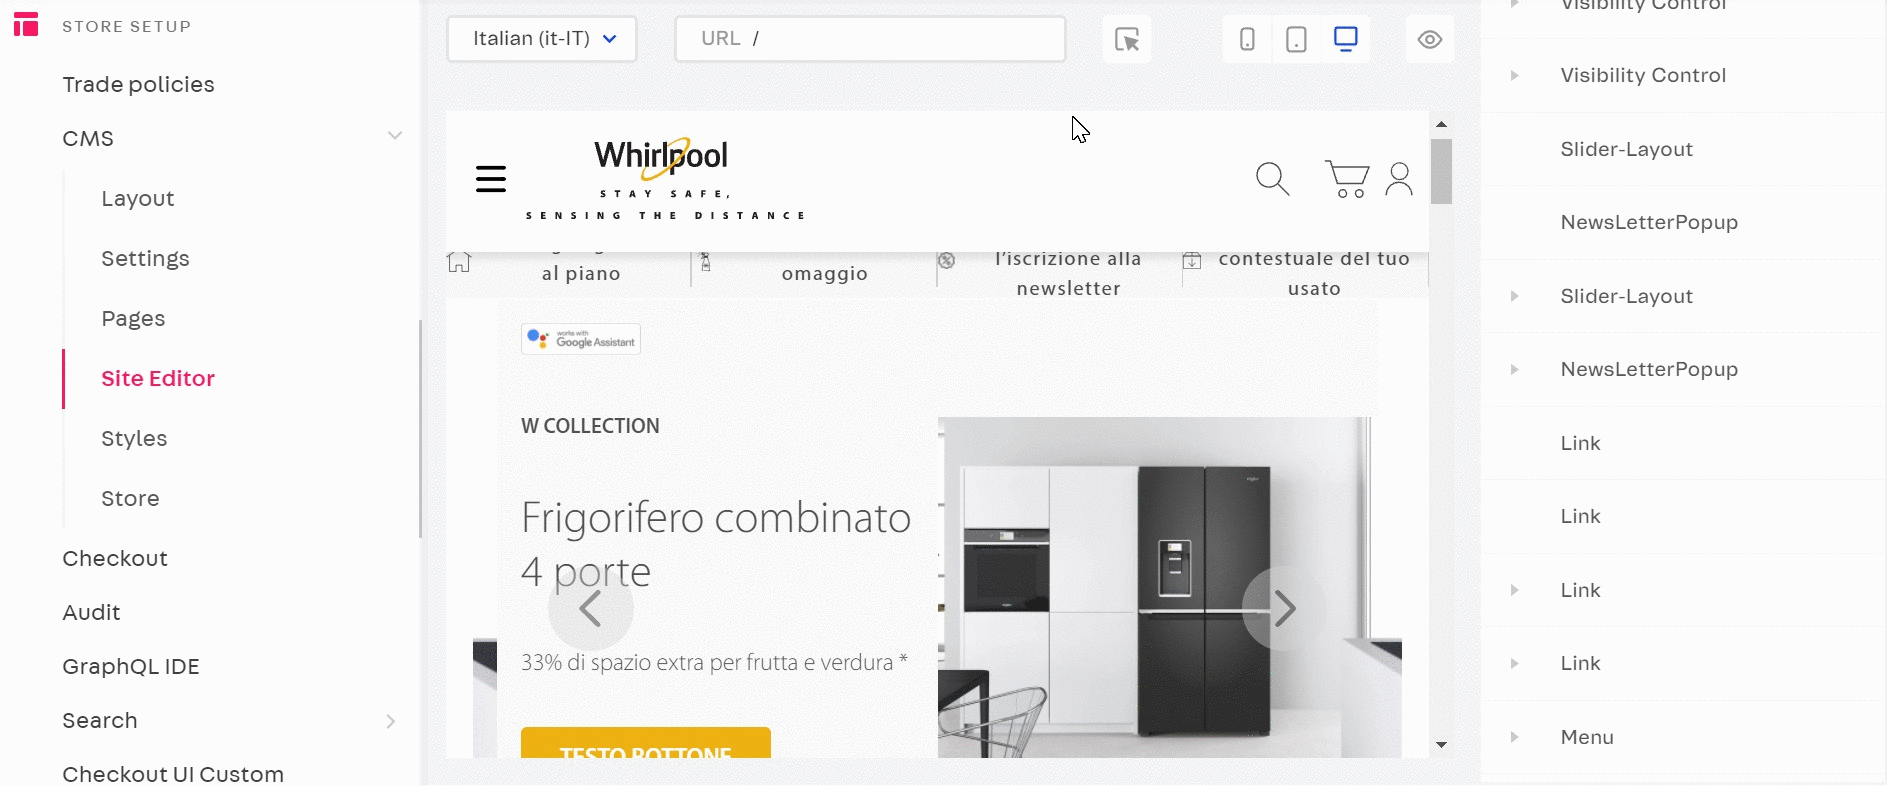 STORE SETUP
Trade policies
CMS
Layout
Settings
Pages
Site Editor
Styles
Store
Checkout
Audit
GraphQL IDE
Search
Checkout UI Custom
Italian (it-IT)
URL /
Whirlpool
STAY SAFE,
SENSING THE DISTANCE
al piano
omaggio
l'iscrizione alla
newsletter
contestuale del tuo
usato
works with
Google Assistant
W COLLECTION
Frigorifero combinato
4 porte
33% di spazio extra per frutta e verdura *
TESTO BOTTONE
Visibility Control
Visibility Control
Slider-Layout
NewsLetterPopup
Slider-Layout
NewsLetterPopup
Link
Link
Link
Link
Menu